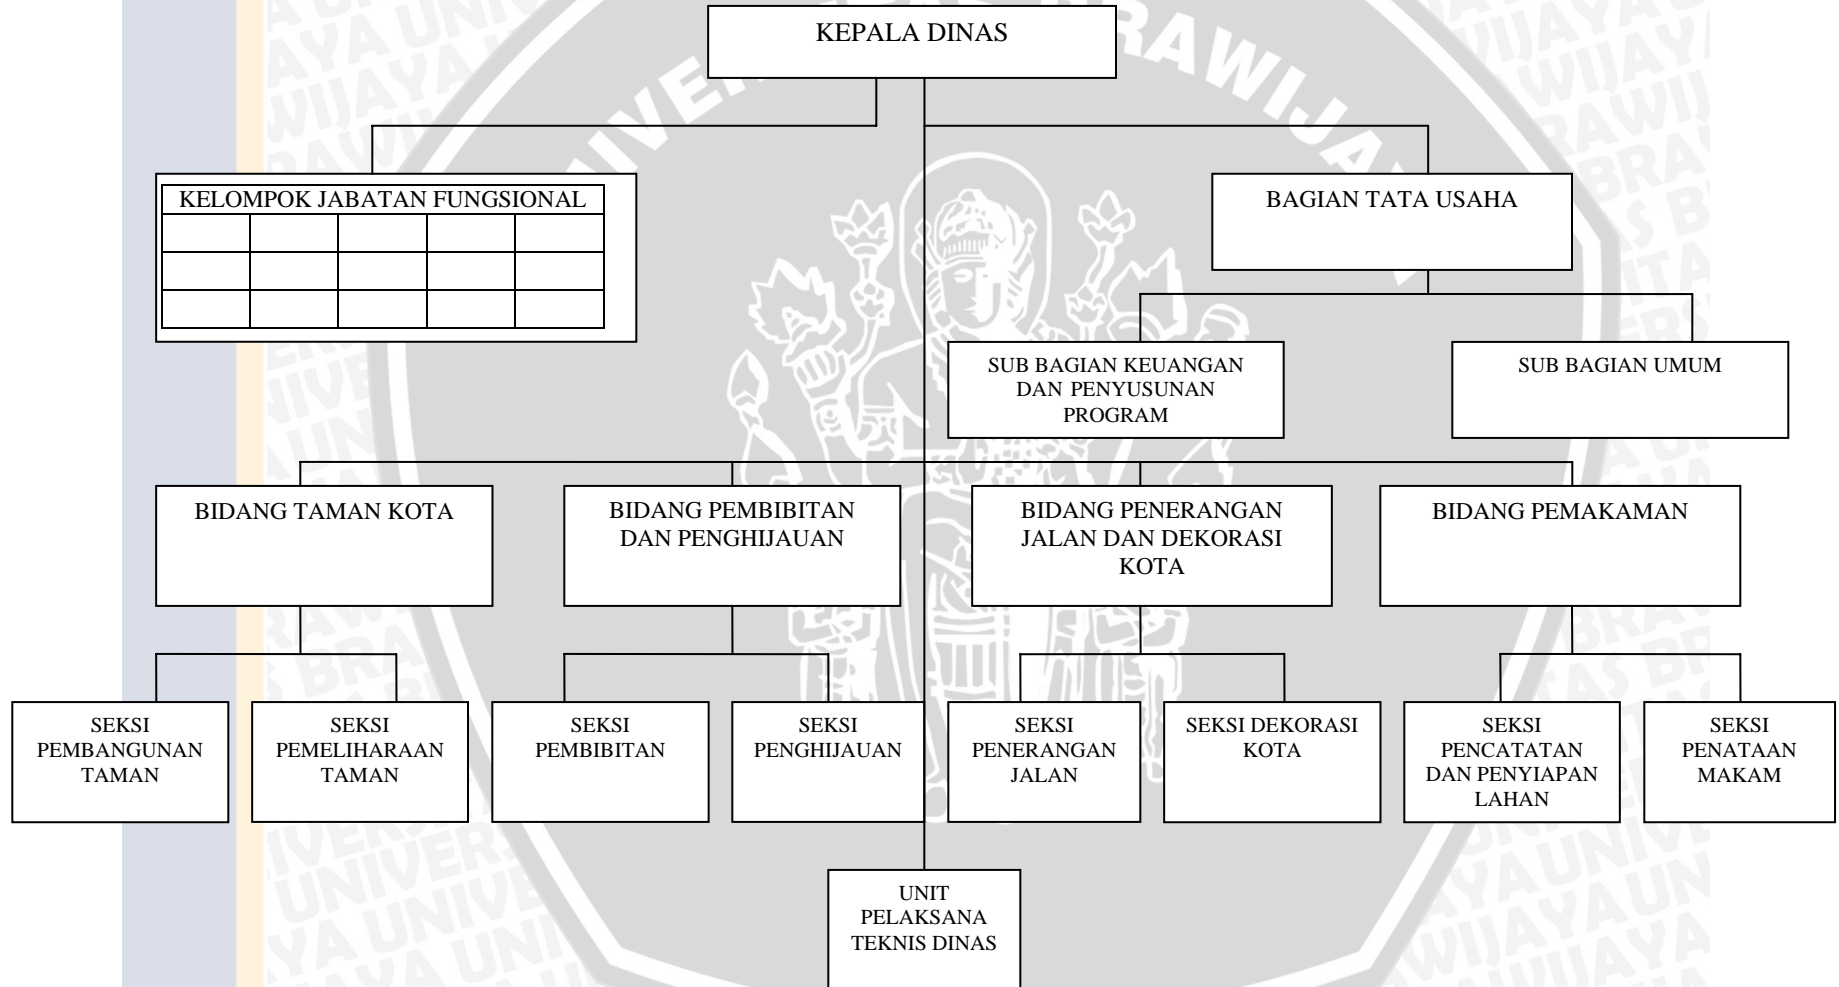 KEPALA DINAS
KELOMPOK JABATAN FUNGSIONAL
BAGIAN TATA USAHA
SUB BAGIAN KEUANGAN
DAN PENYUSUNAN
PROGRAM
SUB BAGIAN UMUM
BIDANG TAMAN KOTA
BIDANG PEMBIBITAN
DAN PENGHIJAUAN
BIDANG PENERANGAN
JALAN DAN DEKORASI
KOTA
BIDANG PEMAKAMAN
SEKSI
PEMBANGUNAN
TAMAN
SEKSI
PEMELIHARAAN
TAMAN
SEKSI
PEMBIBITAN
SEKSI
PENGHIJAUAN
SEKSI
PENERANGAN
JALAN
SEKSI DEKORASI
KOTA
SEKSI
PENCATATAN
DAN PENYIAPAN
LAHAN
SEKSI
PENATAAN
MAKAM
UNIT
PELAKSANA
TEKNIS DINAS